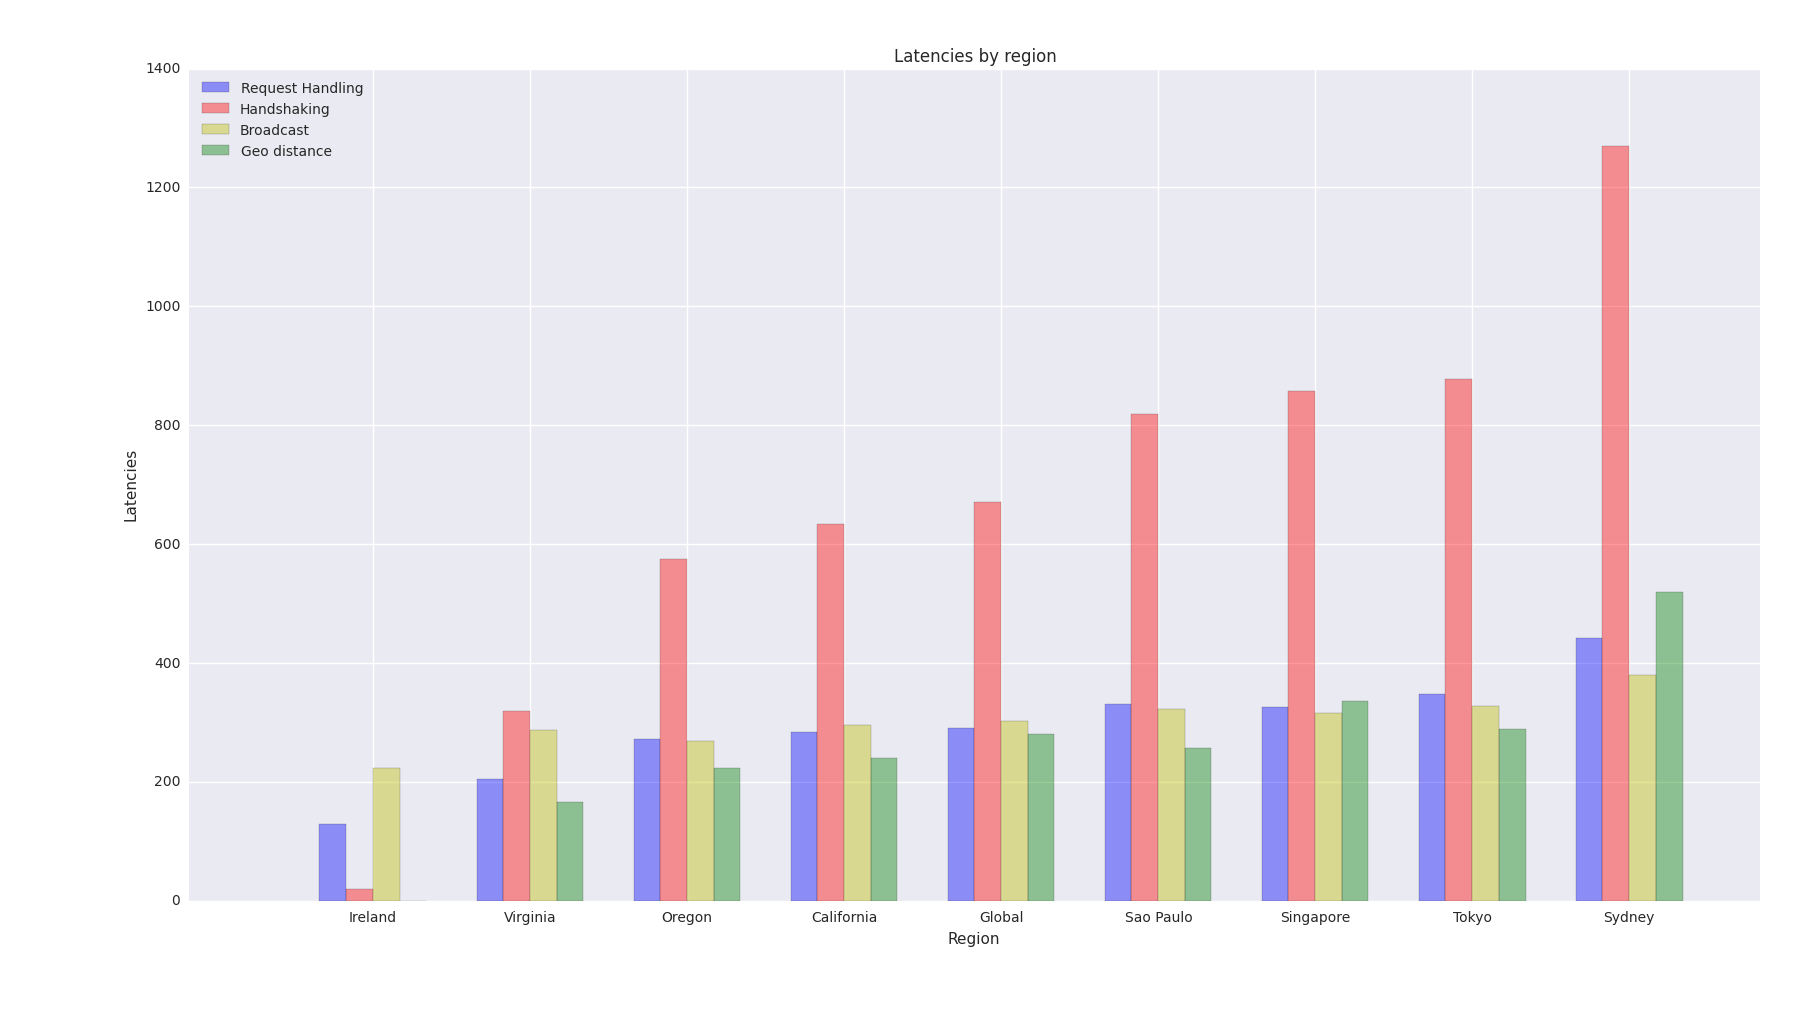 Latencies by region
1400
1200
1000
800
600
400
200
0
Latencies
Request Handling
Handshaking
Broadcast
Geo distance
Ireland Virginia Oregon California Global Sao Paulo Singapore Tokyo Sydney
Region